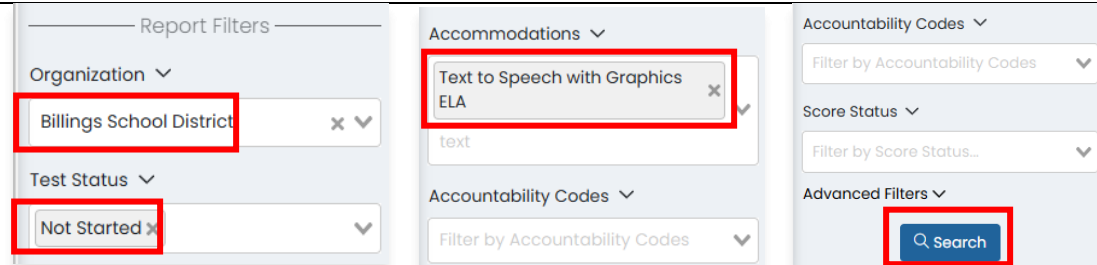 Report Filters
Organization
Billings School District
Test Status
Not Started
Accommodations
Text to Speech with Graphics
ELA
text
Accountability Codes
Filter by Accountability Codes
Accountability Codes
Filter by Accountability Codes
Score Status
Filter by Score Status...
Advanced Filters
Search